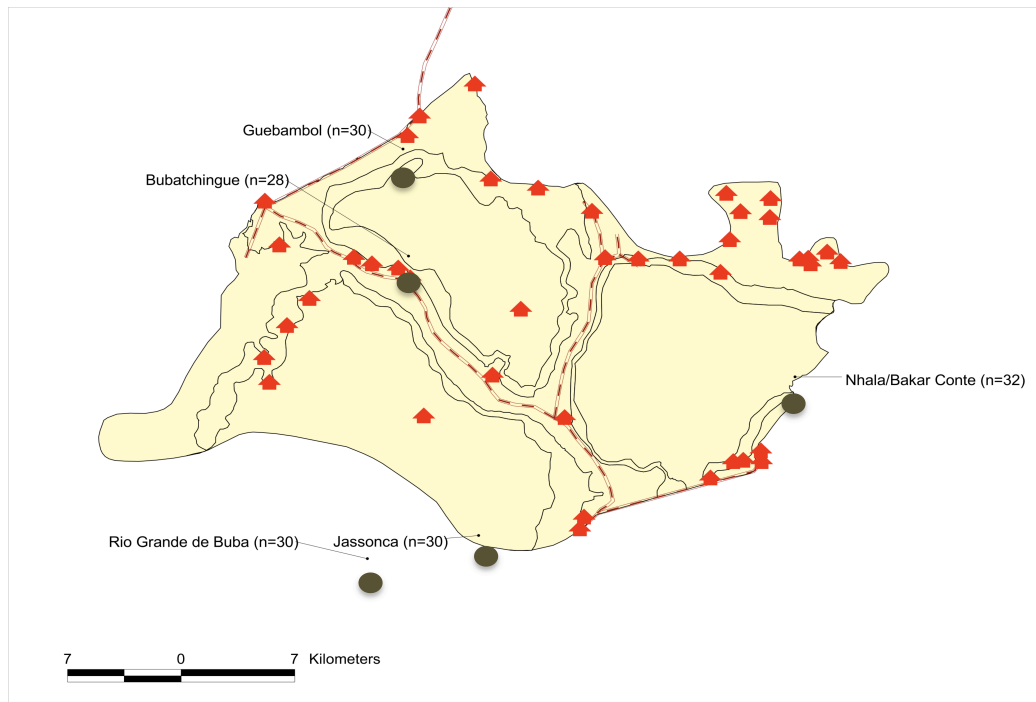 Guebambol (n=30)
Bubatchingue (n=28)
Nhala/Bakar Conte (n=32)
Rio Grande de Buba (n=30)
Jassonca (n=30)
7 0 7 Kilometers